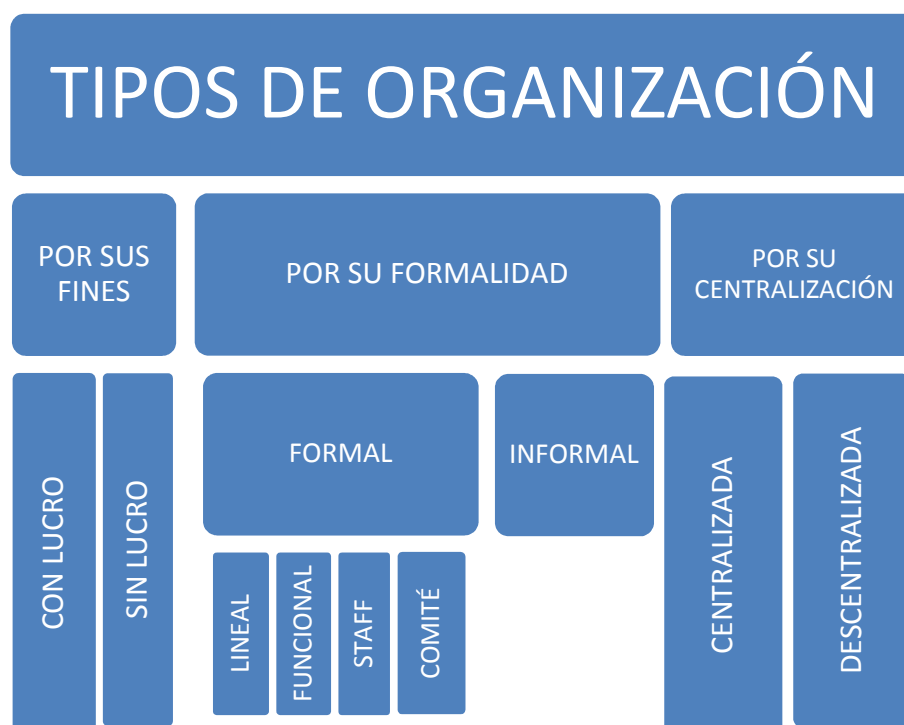 TIPOS DE ORGANIZACIÓN
POR SUS
FINES
POR SU FORMALIDAD
POR SU
CENTRALIZACIÓN
CON LUCRO
SIN LUCRO
FORMAL
INFORMAL
LINEAL
FUNCIONAL
STAFF
COMITÉ
CENTRALIZADA
DESCENTRALIZADA